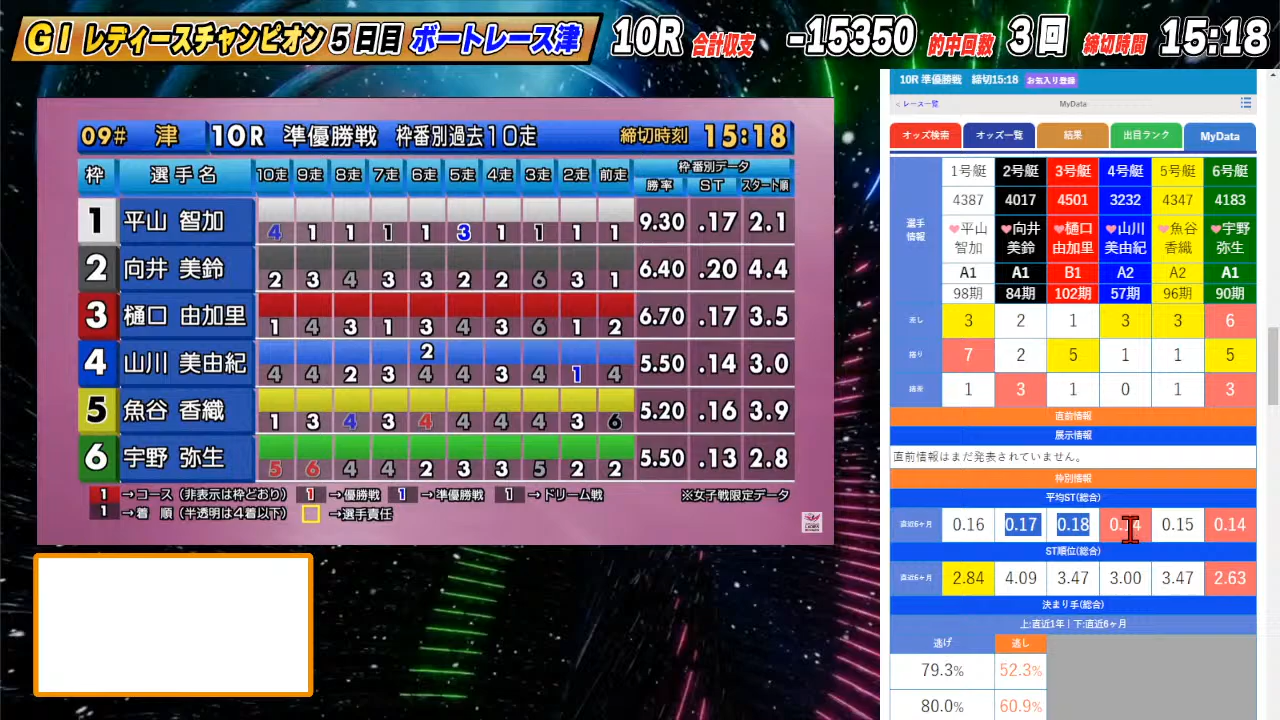 GI レディースチャンピオン 5日目 ボートレース津 10R 合計収支 -15350 的中回数 3回 締切時間 15:18
09# 津 10R 準優勝戦 枠番別過去10走 締切時刻 15:18
枠 選手名 10走 9走 8走 7走 6走 5走 4走 3走 2走 前走 枠番別データ
勝率 ST スタート順
1 平山 智加 4 1 1 1 1 3 1 1 1 1 9.30 .17 2.1
2 向井 美鈴 2 3 4 3 3 2 2 6 3 1 6.40 .20 4.4
3 樋口 由加里 1 4 3 1 3 4 3 6 1 2 6.70 .17 3.5
2
4 山川 美由紀 4 4 2 3 4 4 3 4 1 4 5.50 .14 3.0
5 魚谷 香織 1 3 4 3 4 4 4 4 3 6 5.20 .16 3.9
6 宇野 弥生 5 6 4 4 2 3 3 5 2 2 5.50 .13 2.8
1 →コース (非表示は枠どおり) 1 →優勝戦 1 →準優勝戦 1 →ドリーム戦 ※女子戦限定データ
1 →着 順 (半透明は4着以下) →選手責任
10R 準優勝戦 締切15:18 お気に入り登録
< レース一覧 MyData
オッズ検索 オッズ一覧 結果 出目ランク MyData
選手情報
1号艇 2号艇 3号艇 4号艇 5号艇 6号艇
4387 4017 4501 3232 4347 4183
♥平山智加 ♥向井美鈴 ♥樋口由加里 ♥山川美由紀 ♥魚谷香織 ♥宇野弥生
A1 A1 B1 A2 A2 A1
98期 84期 102期 57期 96期 90期
3 2 1 3 3 6
7 2 5 1 1 5
1 3 1 0 1 3
直前情報
展示情報
直前情報はまだ発表されていません。
枠別情報
平均ST(総合)
直近6ヶ月 0.16 0.17 0.18 0.14 0.15 0.14
ST順位(総合)
直近6ヶ月 2.84 4.09 3.47 3.00 3.47 2.63
決まり手(総合)
上:直近1年 | 下:直近6ヶ月
逃げ 逃し
79.3% 52.3%
80.0% 60.9%